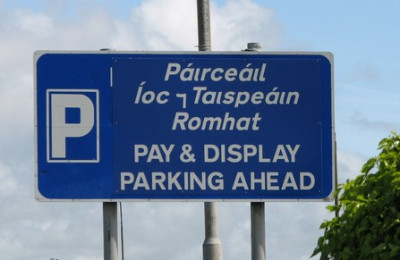 P
Páirceáil
Íoc ⁊ Taispeáin
Romhat
PAY & DISPLAY
PARKING AHEAD